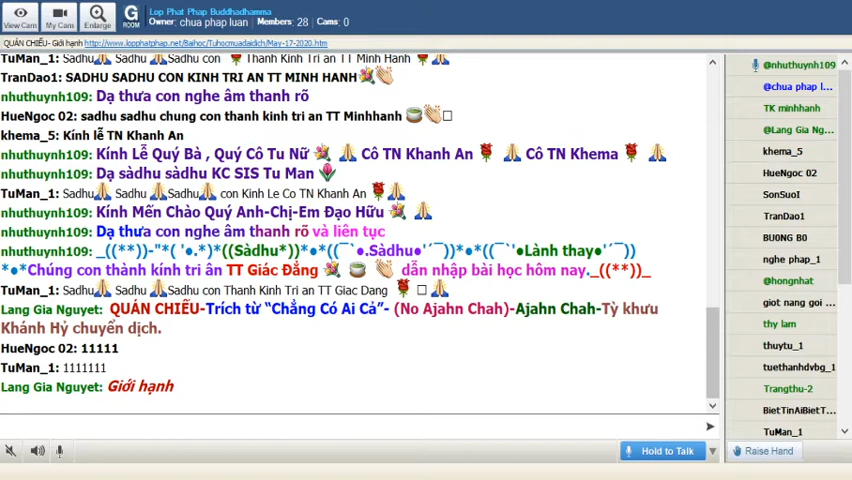 View Cam
My Cams
Enlarge
G
ROOM
Lop Phat Phap Buddhadhamma
Owner: chua phap luan Members: 28 Cams: 0
QUÁN CHIẾU- Giới hạnh http://www.lopphatphap.net/Baihoc/Tuhocmuadaidich/May-17-2020.htm
TuMan_1: Sadhu Sadhu Sadhu con Thanh Kinh Tri an TT Minh Hanh
TranDao1: SADHU SADHU CON KINH TRI AN TT MINH HANH
nhuthuynh109: Dạ thưa con nghe âm thanh rõ
HueNgoc 02: sadhu sadhu chung con thanh kinh tri an TT Minhhanh
khema_5: Kính lễ TN Khanh An
nhuthuynh109: Kính Lễ Quý Bà , Quý Cô Tu Nữ Cô TN Khanh An Cô TN Khema
nhuthuynh109: Dạ sàdhu sàdhu KC SIS Tu Man
TuMan_1: Sadhu Sadhu Sadhu con Kinh Le Co TN Khanh An
nhuthuynh109: Kính Mến Chào Quý Anh-Chị-Em Đạo Hữu
nhuthuynh109: Dạ thưa con nghe âm thanh rõ và liên tục
nhuthuynh109: _((**))-"*( '●.*)*((Sàdhu*))*●*((¯`●.Sàdhu●'´¯))*●*((¯`'●Lành thay●'´¯))
*●*Chúng con thành kính tri ân TT Giác Đẳng dẫn nhập bài học hôm nay._((**))_
TuMan_1: Sadhu Sadhu Sadhu con Thanh Kinh Tri an TT Giac Dang
Lang Gia Nguyet: QUÁN CHIẾU-Trích từ “Chẳng Có Ai Cả”- (No Ajahn Chah)-Ajahn Chah-Tỳ khưu
Khánh Hỷ chuyển dịch.
HueNgoc 02: 11111
TuMan_1: 1111111
Lang Gia Nguyet: Giới hạnh
Hold to Talk
@nhuthuynh109
@chua phap l...
TK minhhanh
@Lang Gia Ng...
khema_5
HueNgoc 02
SonSuoI
TranDao1
BU0NG B0
nghe phap_1
@hongnhat
giot nang goi ...
thy lam
thuytu_1
tuethanhdvbg_1
Trangthu-2
BietTinAiBietT...
TuMan_1
Raise Hand